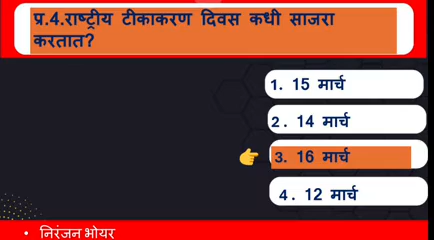 प्र.4.राष्ट्रीय टीकाकरण दिवस कधी साजरा
करतात?
1. 15 मार्च
2. 14 मार्च
3. 16 मार्च
4. 12 मार्च
• निरंजन भोयर